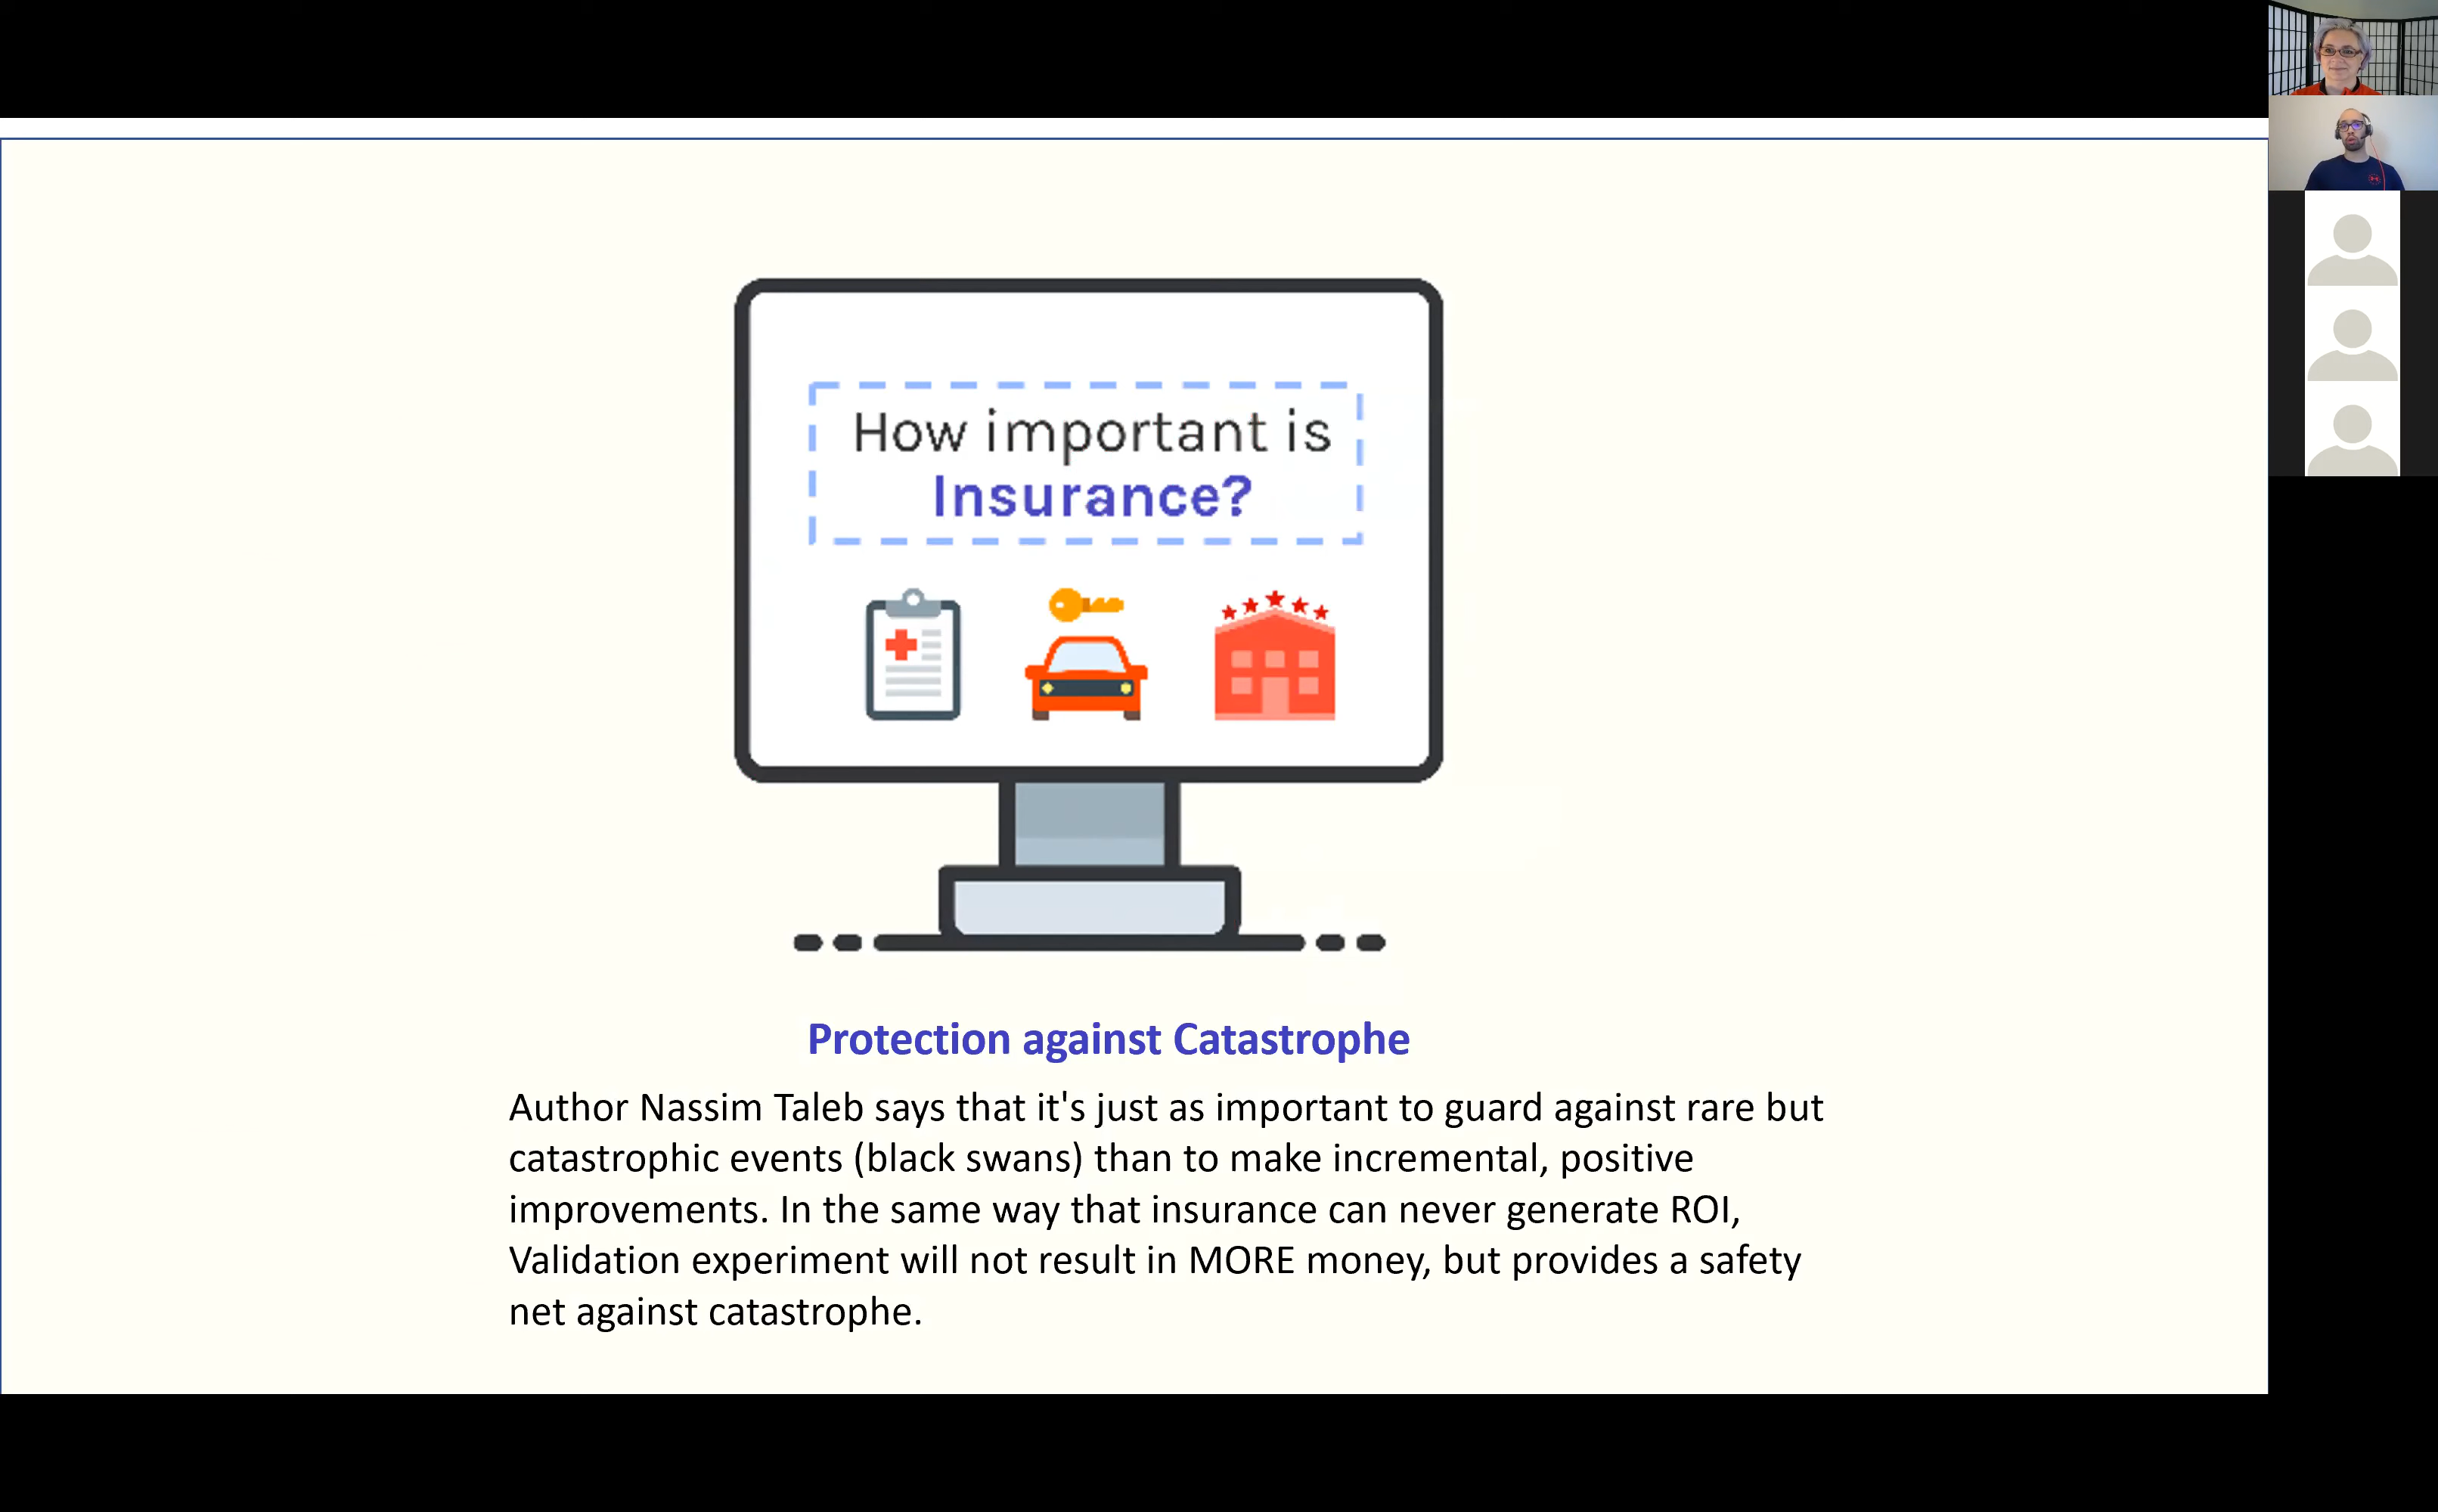 How important is
Insurance?
Protection against Catastrophe
Author Nassim Taleb says that it's just as important to guard against rare but
catastrophic events (black swans) than to make incremental, positive
improvements. In the same way that insurance can never generate ROI,
Validation experiment will not result in MORE money, but provides a safety
net against catastrophe.